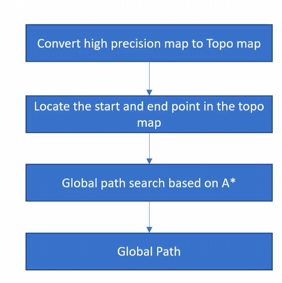 Convert high precision map to Topo map
Locate the start and end point in the topo
map
Global path search based on A*
Global Path